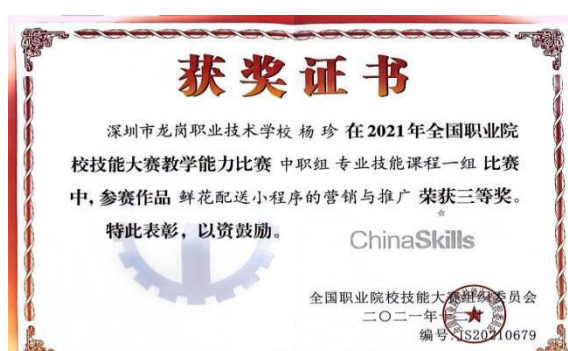 获奖证书
深圳市龙岗职业技术学校 杨 珍 在 2021 年全国职业院
校技能大赛教学能力比赛 中职组 专业技能课程一组 比赛
中，参赛作品 鲜花配送小程序的营销与推广 荣获三等奖。
特此表彰，以资鼓励。
ChinaSkills
全国职业院校技能大赛组织委员会
二〇二一年十二月
编号:JS20210679